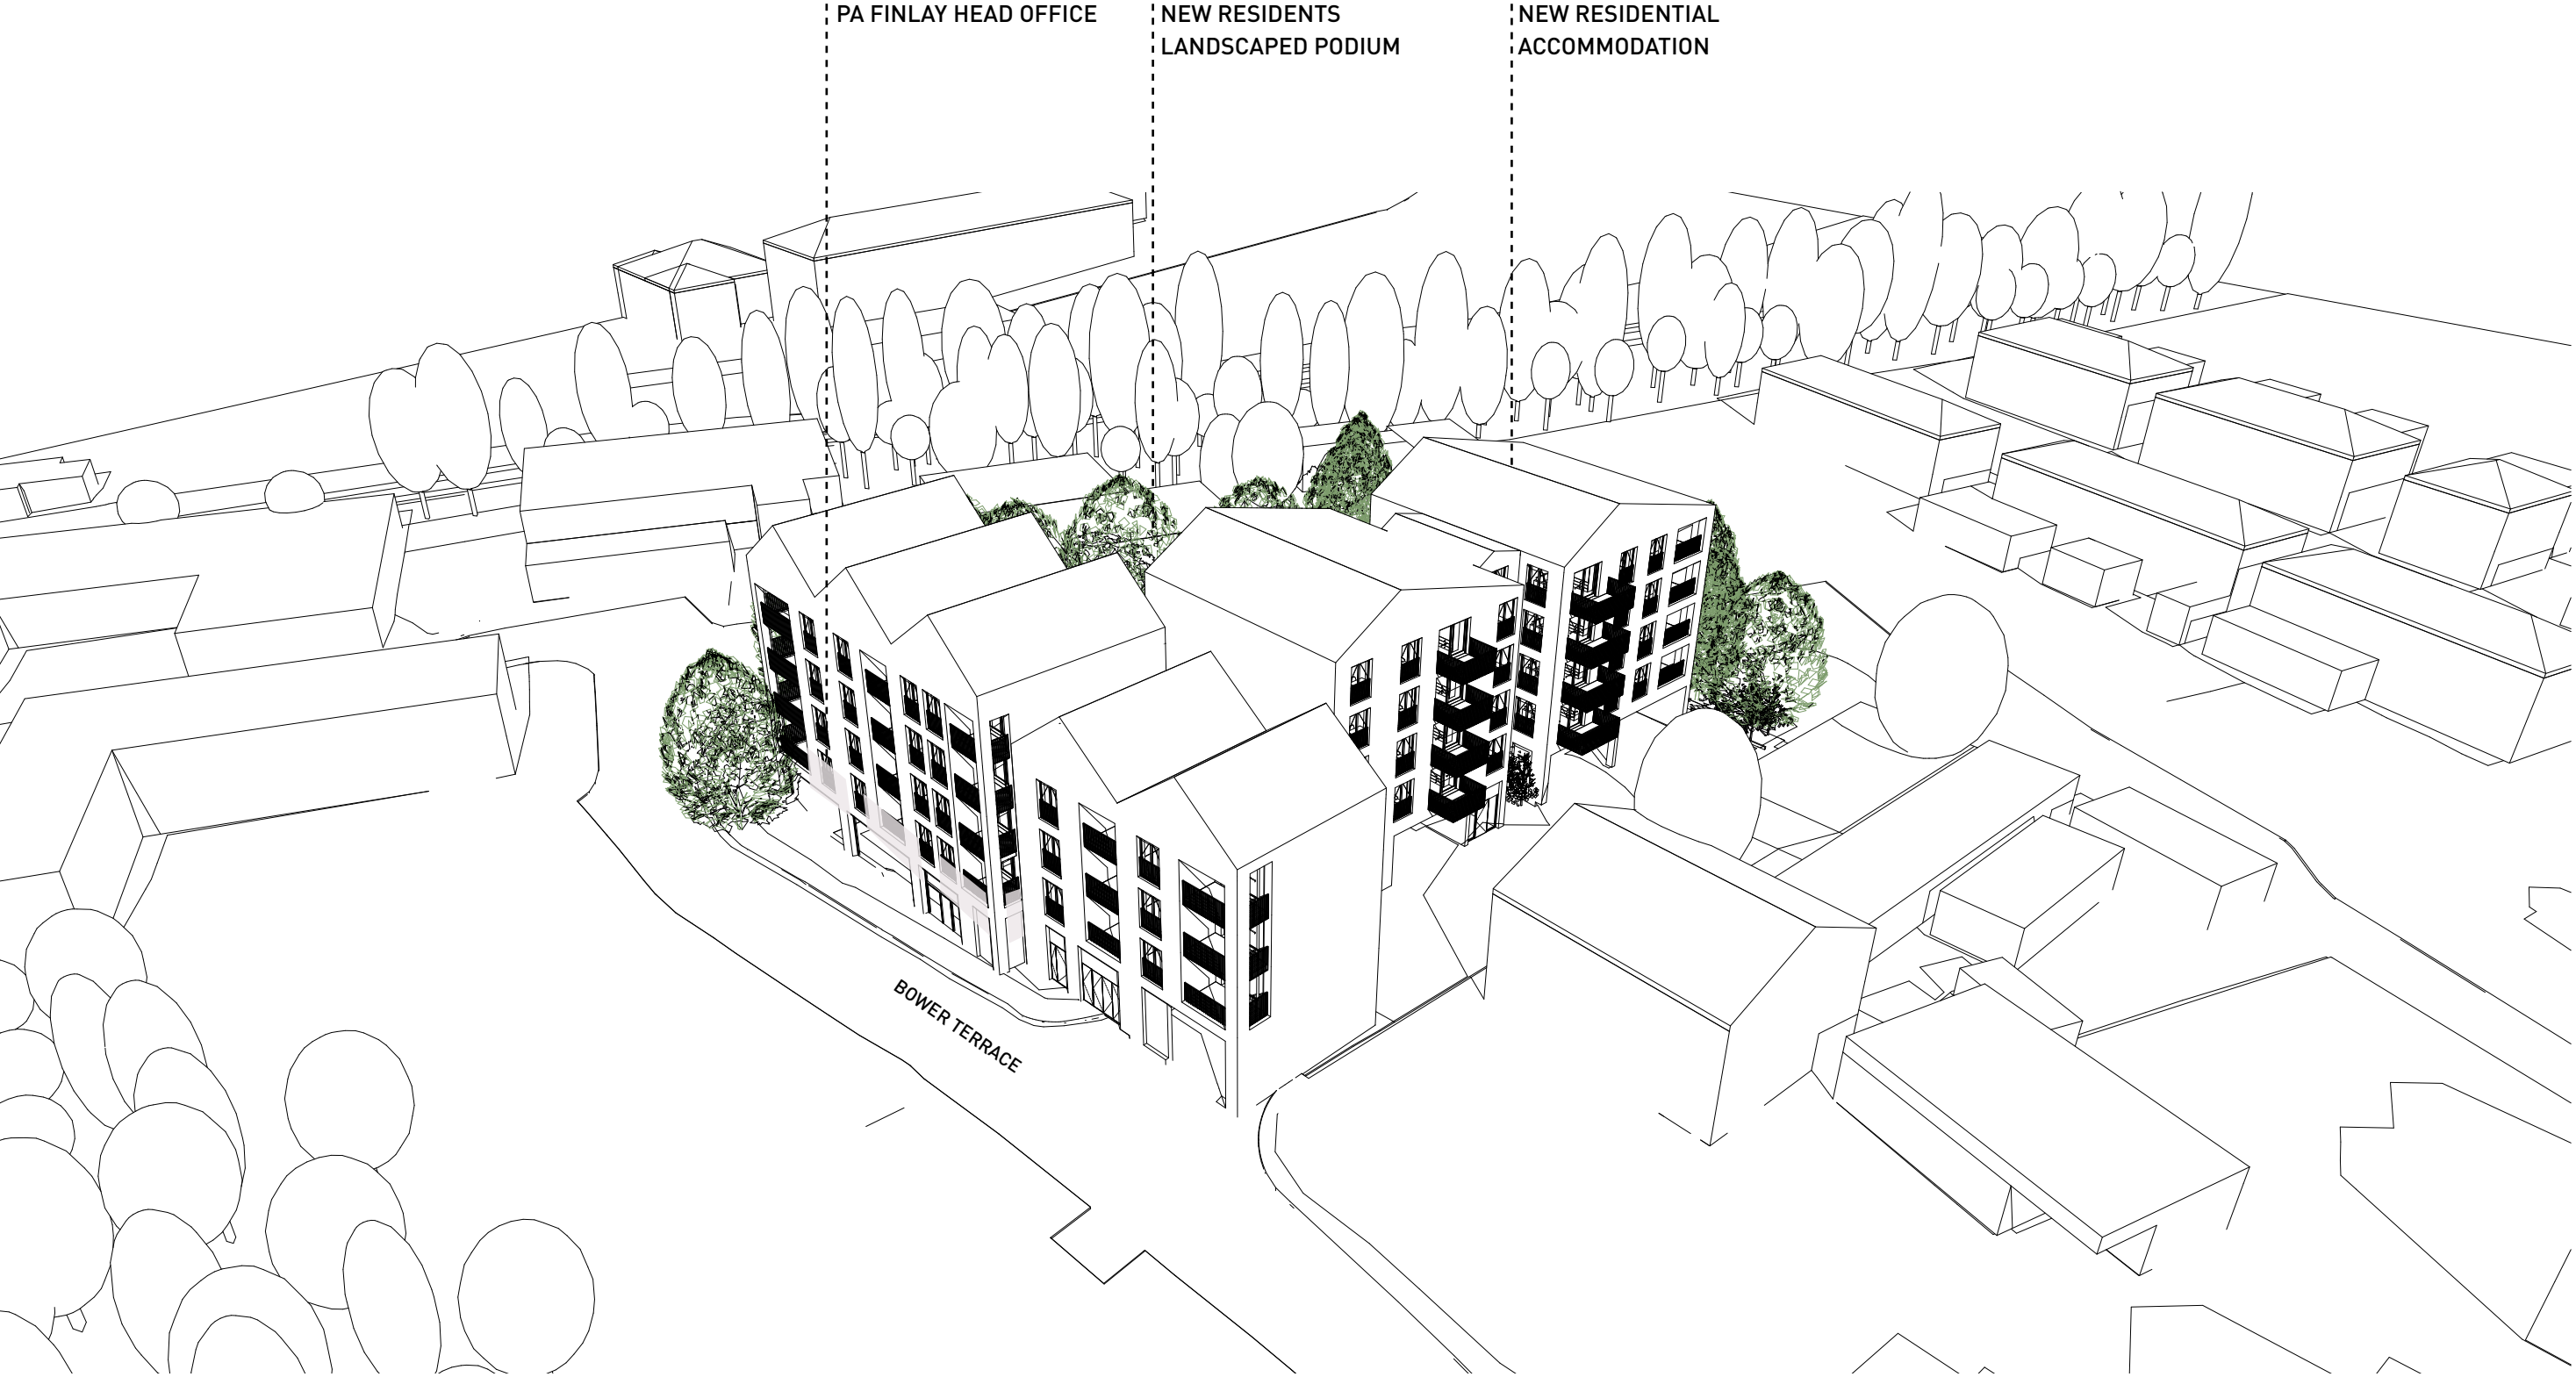 PA FINLAY HEAD OFFICE
NEW RESIDENTS
LANDSCAPED PODIUM
NEW RESIDENTIAL
ACCOMMODATION
BOWER TERRACE